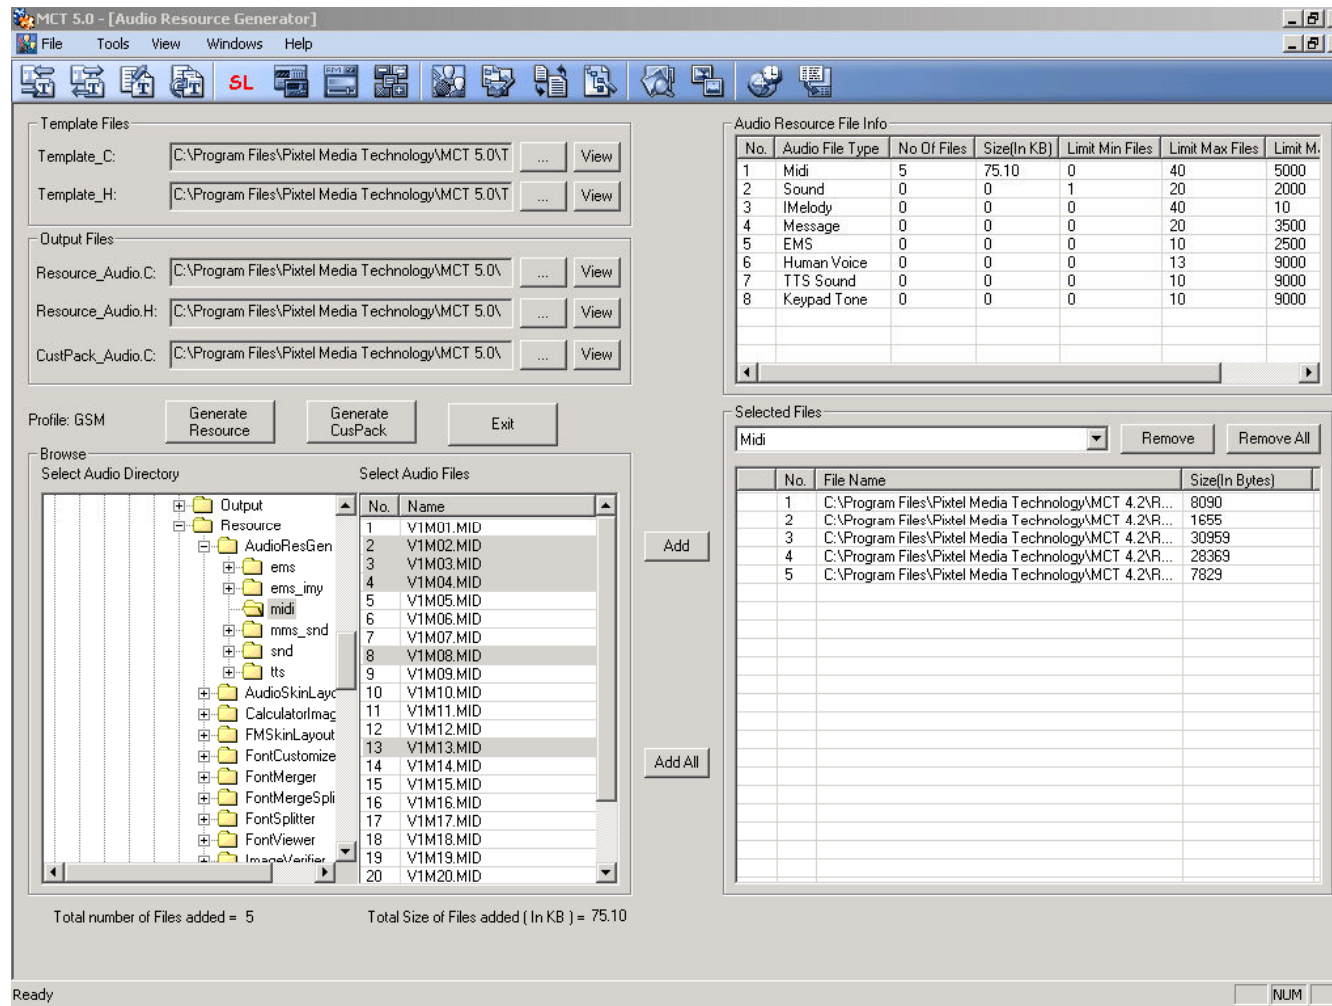 MCT 5.0 - [Audio Resource Generator]
File Tools View Windows Help
SL
Template Files
Template_C: C:\Program Files\Pixtel Media Technology\MCT 5.0\T ... View
Template_H: C:\Program Files\Pixtel Media Technology\MCT 5.0\T ... View
Output Files
Resource_Audio.C: C:\Program Files\Pixtel Media Technology\MCT 5.0\ ... View
Resource_Audio.H: C:\Program Files\Pixtel Media Technology\MCT 5.0\ ... View
CustPack_Audio.C: C:\Program Files\Pixtel Media Technology\MCT 5.0\ ... View
Profile: GSM
Generate Resource
Generate CusPack
Exit
Browse
Select Audio Directory
Output
Resource
AudioResGen
ems
ems_imy
midi
mms_snd
snd
tts
AudioSkinLayo
CalculatorImag
FMSkinLayout
FontCustomize
FontMerger
FontMergeSpli
FontSplitter
FontViewer
ImageVerifier
Select Audio Files
No. Name
1 V1M01.MID
2 V1M02.MID
3 V1M03.MID
4 V1M04.MID
5 V1M05.MID
6 V1M06.MID
7 V1M07.MID
8 V1M08.MID
9 V1M09.MID
10 V1M10.MID
11 V1M11.MID
12 V1M12.MID
13 V1M13.MID
14 V1M14.MID
15 V1M15.MID
16 V1M16.MID
17 V1M17.MID
18 V1M18.MID
19 V1M19.MID
20 V1M20.MID
Add
Add All
Total number of Files added = 5
Total Size of Files added ( In KB ) = 75.10
Audio Resource File Info
No. Audio File Type No Of Files Size(In KB) Limit Min Files Limit Max Files Limit M
1 Midi 5 75.10 0 40 5000
2 Sound 0 0 1 20 2000
3 IMelody 0 0 0 40 10
4 Message 0 0 0 20 3500
5 EMS 0 0 0 10 2500
6 Human Voice 0 0 0 13 9000
7 TTS Sound 0 0 0 10 9000
8 Keypad Tone 0 0 0 10 9000
Selected Files
Midi Remove Remove All
No. File Name Size(In Bytes)
1 C:\Program Files\Pixtel Media Technology\MCT 4.2\R... 8090
2 C:\Program Files\Pixtel Media Technology\MCT 4.2\R... 1655
3 C:\Program Files\Pixtel Media Technology\MCT 4.2\R... 30959
4 C:\Program Files\Pixtel Media Technology\MCT 4.2\R... 28369
5 C:\Program Files\Pixtel Media Technology\MCT 4.2\R... 7829
Ready
NUM